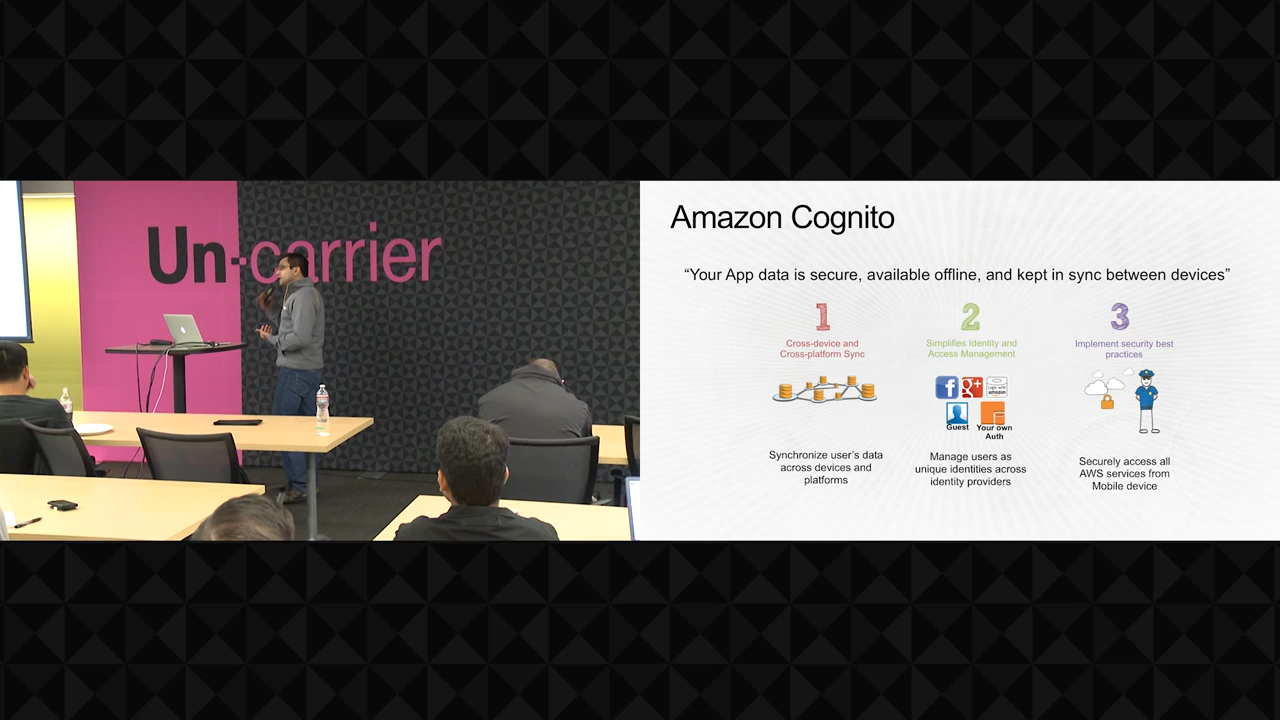 Un-carrier
Amazon Cognito
“Your App data is secure, available offline, and kept in sync between devices”
1
Cross-device and
Cross-platform Sync
Synchronize user’s data
across devices and
platforms
2
Simplifies Identity and
Access Management
f
g+
Login with
amazon
Guest
Your own
Auth
Manage users as
unique identities across
identity providers
3
Implement security best
practices
Securely access all
AWS services from
Mobile device